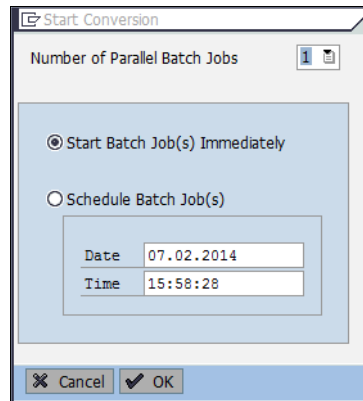 Start Conversion
Number of Parallel Batch Jobs 1
Start Batch Job(s) Immediately
Schedule Batch Job(s)
Date 07.02.2014
Time 15:58:28
Cancel OK